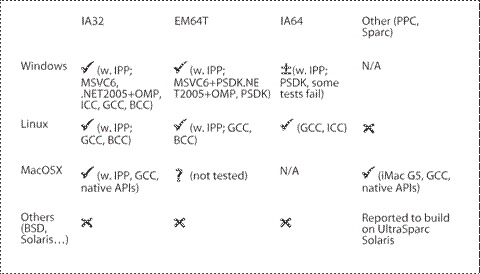 IA32 EM64T IA64 Other (PPC,
Sparc)
Windows (w. IPP; (w. IPP; (w. IPP; N/A
MSVC6, MSVC6+PSDK.NE PSDK, some
.NET2005+OMP, T2005+OMP, PSDK) tests fail)
ICC, GCC, BCC)
Linux (w. IPP; (w. IPP; GCC, (GCC, ICC)
GCC, BCC) BCC)
MacOSX (w. IPP, GCC, (not tested) N/A (iMac G5, GCC,
native APIs) native APIs)
Others Reported to build
(BSD, on UltraSparc
Solaris...) Solaris